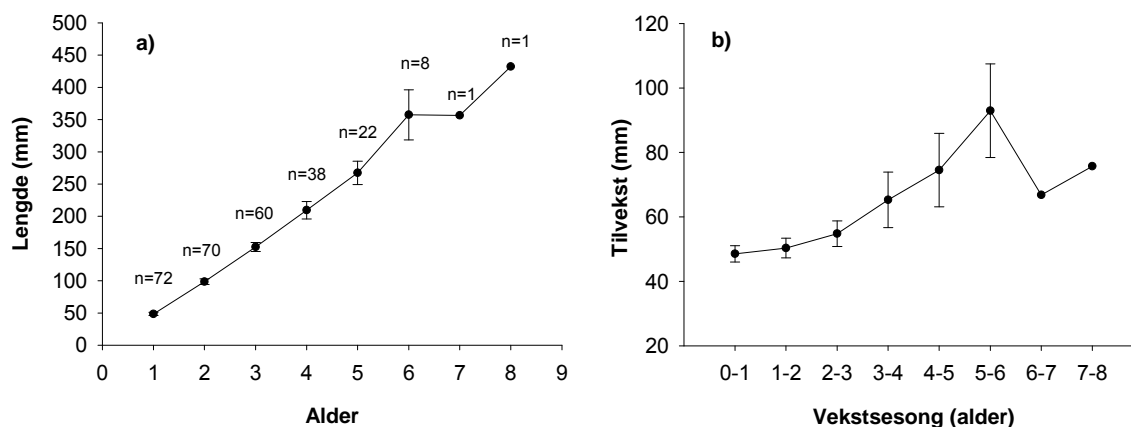 a)
Lengde (mm)
500
450
400
350
300
250
200
150
100
50
0
n=72
n=70
n=60
n=38
n=22
n=8
n=1
n=1
0 1 2 3 4 5 6 7 8 9
Alder
b)
Tilvekst (mm)
120
100
80
60
40
20
0-1 1-2 2-3 3-4 4-5 5-6 6-7 7-8
Vekstsesong (alder)